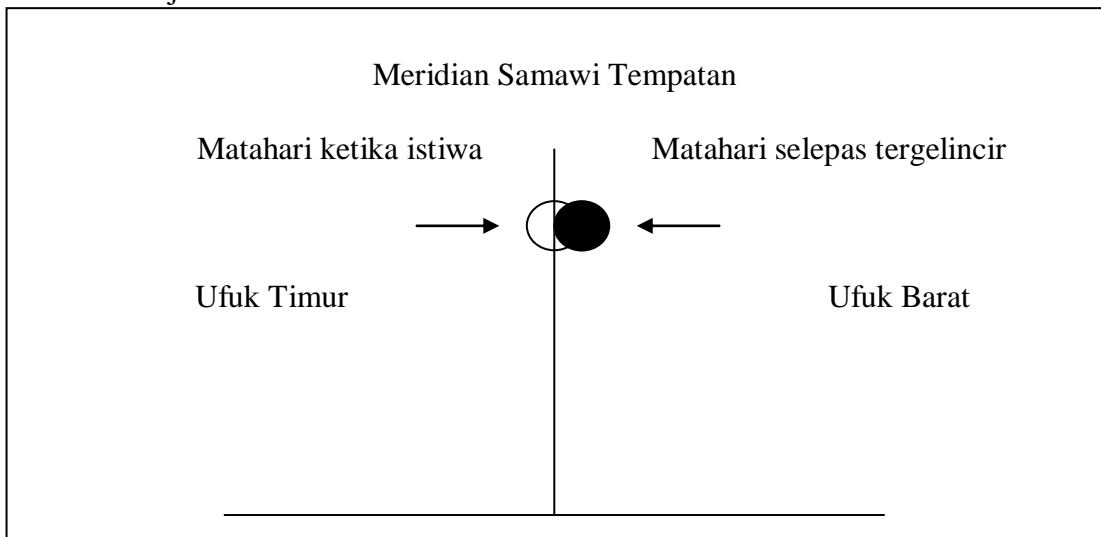 Meridian Samawi Tempatan
Matahari ketika istiwa
Matahari selepas tergelincir
Ufuk Timur
Ufuk Barat